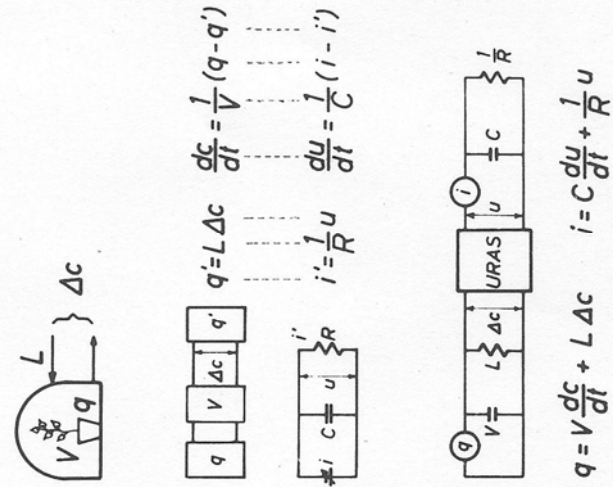 L
V q
Δc
q V Δc q'
q' = L Δc
dc/dt = 1/V (q - q')
i C u i' R
i' = 1/R u
du/dt = 1/C (i - i')
q V L Δc URAS u i C 1/R
q = V dc/dt + L Δc
i = C du/dt + 1/R u